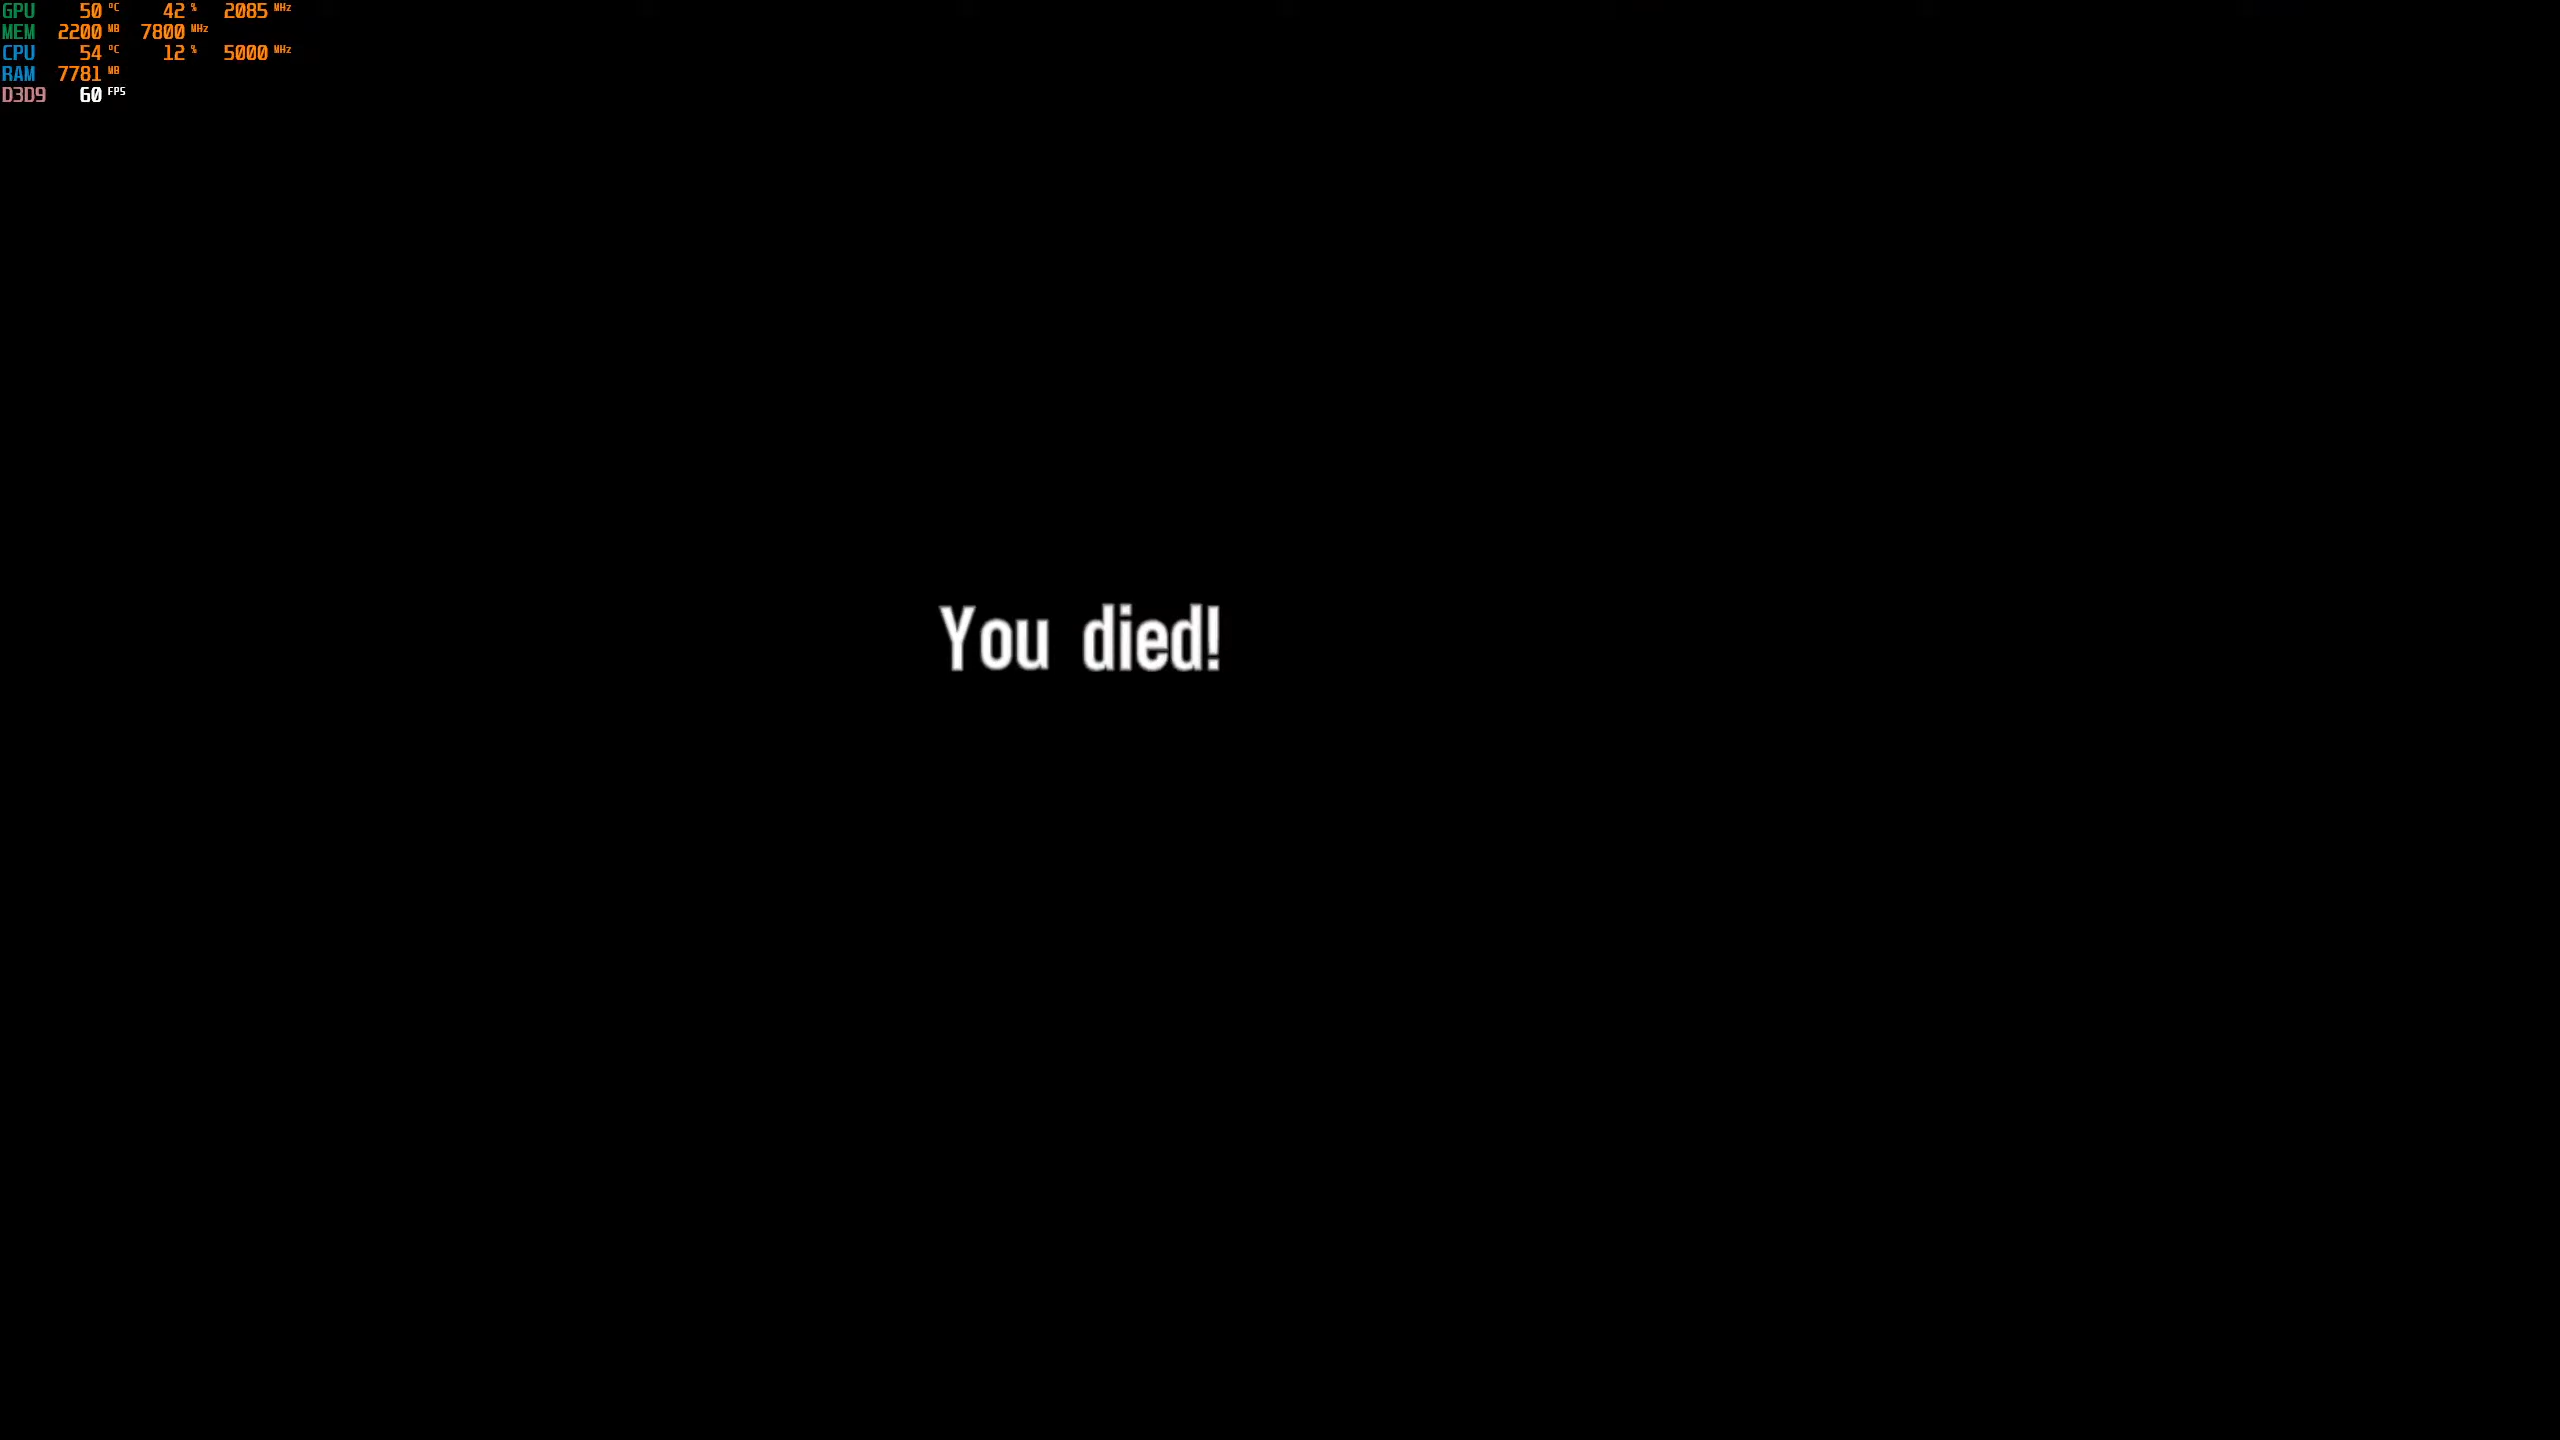 GPU 50 °C 42 % 2085 MHz
MEM 2200 MB 7800 MHz
CPU 54 °C 12 % 5000 MHz
RAM 7781 MB
D3D9 60 FPS
You died!